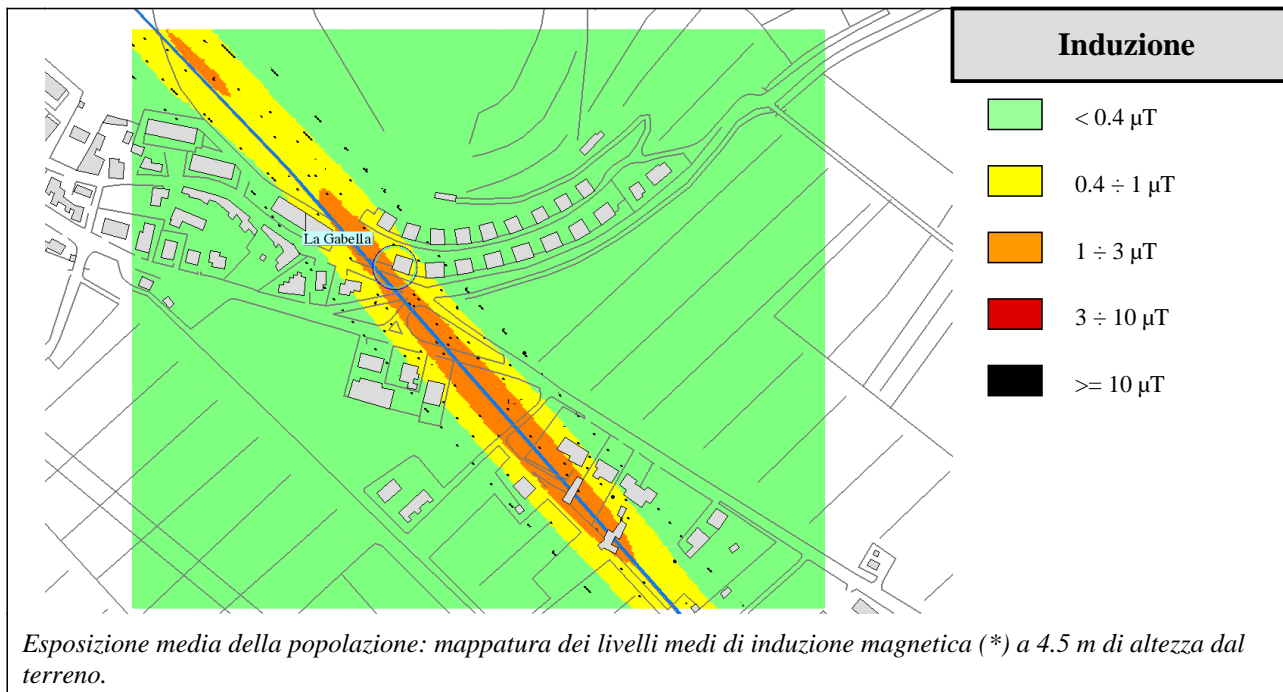 Induzione
< 0.4 µT
0.4 ÷ 1 µT
1 ÷ 3 µT
3 ÷ 10 µT
>= 10 µT
La Gabella
Esposizione media della popolazione: mappatura dei livelli medi di induzione magnetica (*) a 4.5 m di altezza dal
terreno.